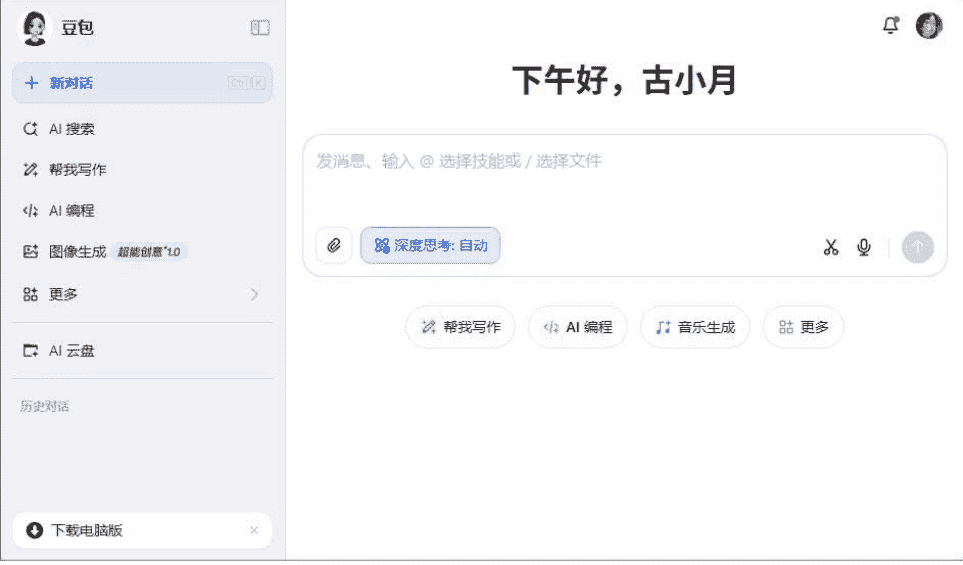 豆包
新对话
Ctrl K
AI 搜索
帮我写作
AI 编程
图像生成 超能创意1.0
更多
AI 云盘
历史对话
下载电脑版
下午好，古小月
发消息、输入 @ 选择技能或 / 选择文件
深度思考: 自动
帮我写作
AI 编程
音乐生成
更多